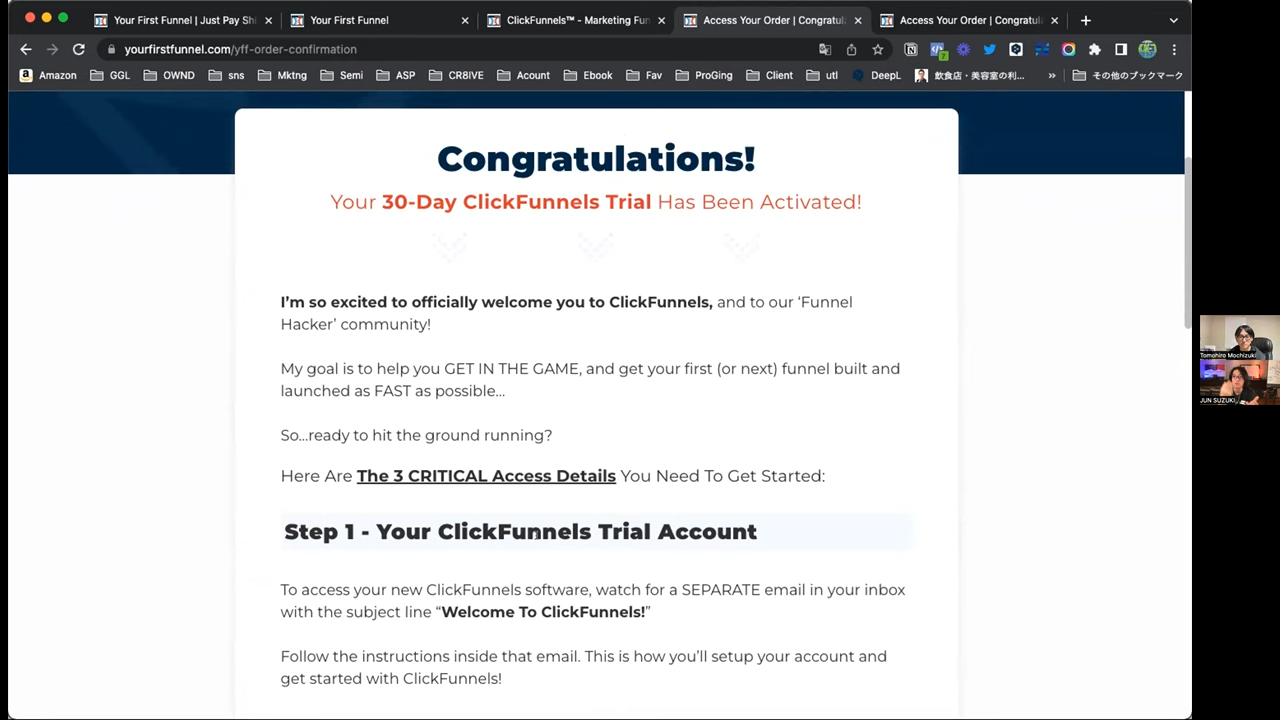 Your First Funnel | Just Pay Shi
Your First Funnel
ClickFunnels™ - Marketing Fun
Access Your Order | Congratul
Access Your Order | Congratul
yourfirstfunnel.com/yff-order-confirmation
Amazon
GGL
OWND
sns
Mktng
Semi
ASP
CR8IVE
Acount
Ebook
Fav
ProGing
Client
utl
DeepL
飲食店・美容室の利...
その他のブックマーク
Congratulations!
Your 30-Day ClickFunnels Trial Has Been Activated!
I'm so excited to officially welcome you to ClickFunnels, and to our 'Funnel
Hacker' community!
My goal is to help you GET IN THE GAME, and get your first (or next) funnel built and
launched as FAST as possible...
So...ready to hit the ground running?
Here Are The 3 CRITICAL Access Details You Need To Get Started:
Step 1 - Your ClickFunnels Trial Account
To access your new ClickFunnels software, watch for a SEPARATE email in your inbox
with the subject line “Welcome To ClickFunnels!”
Follow the instructions inside that email. This is how you'll setup your account and
get started with ClickFunnels!
Tomohiro Mochizuki
JUN SUZUKI